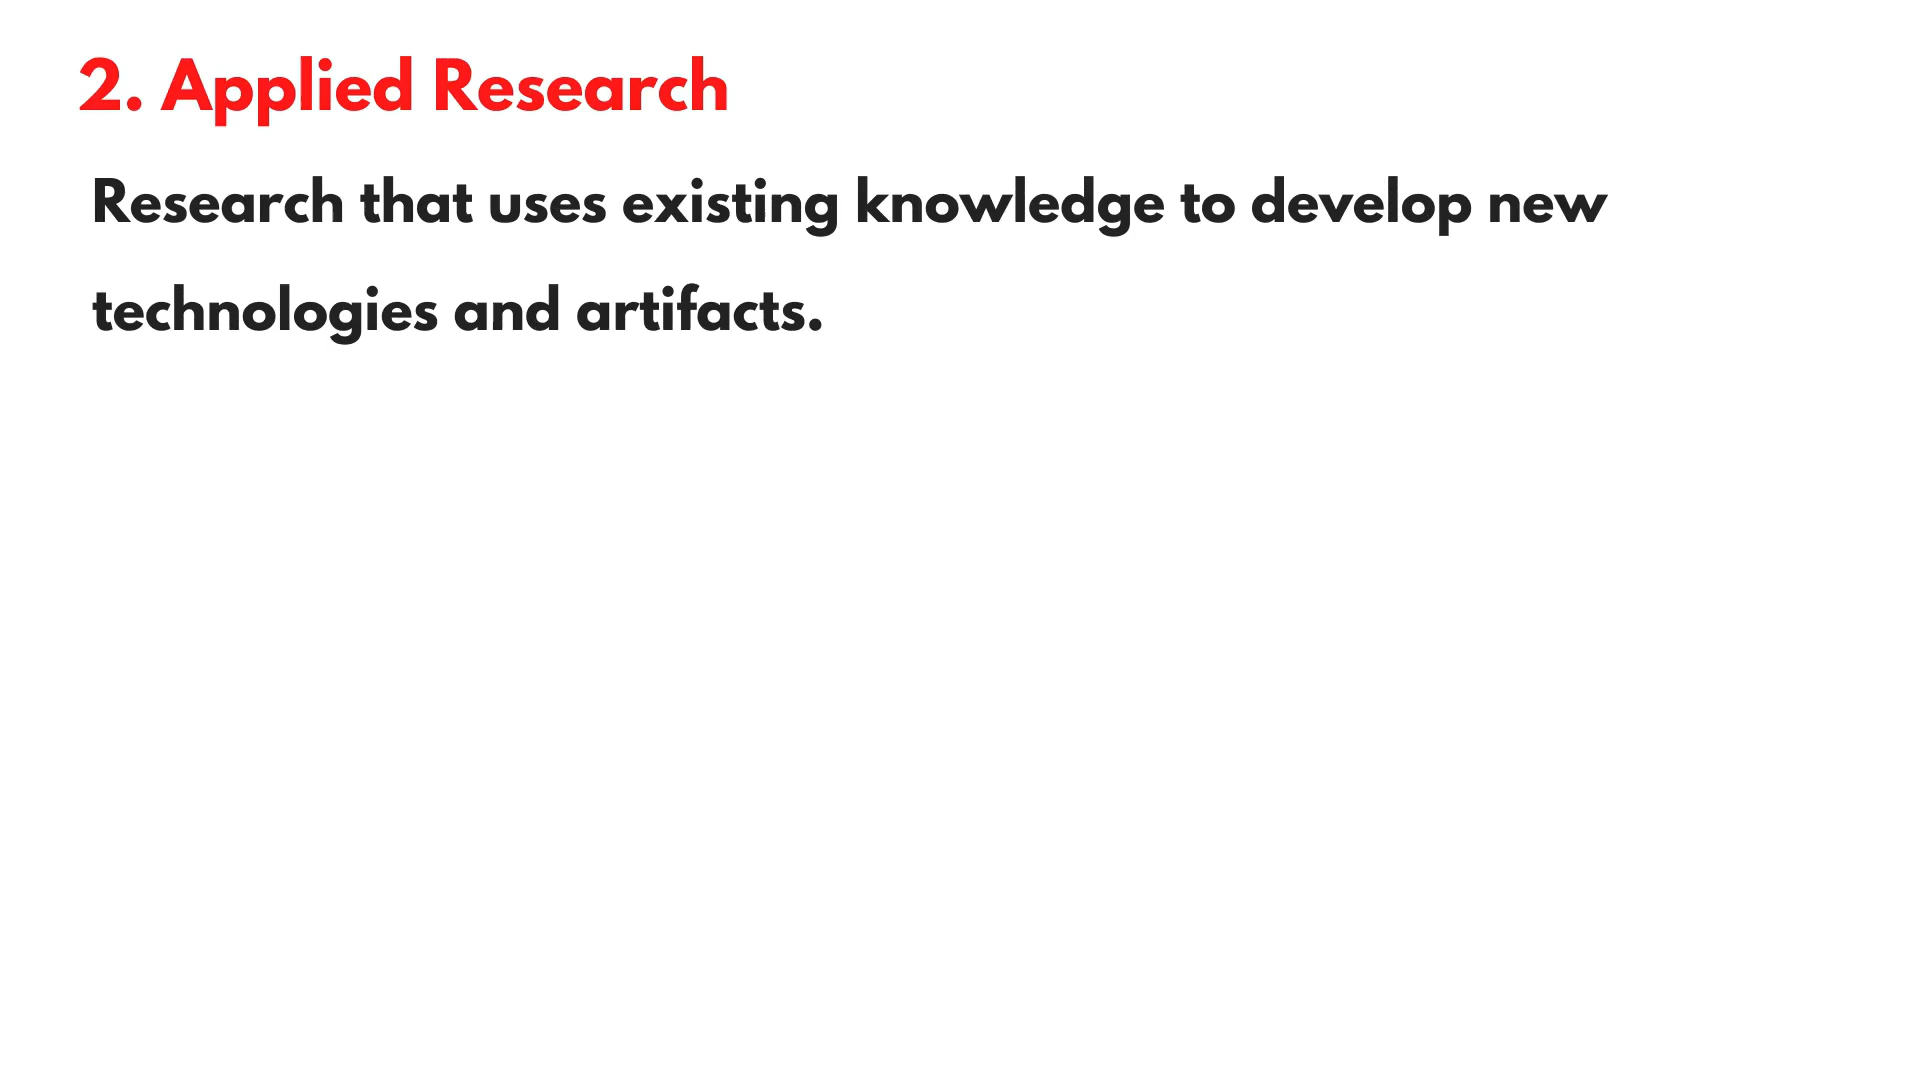 2. Applied Research
Research that uses existing knowledge to develop new
technologies and artifacts.